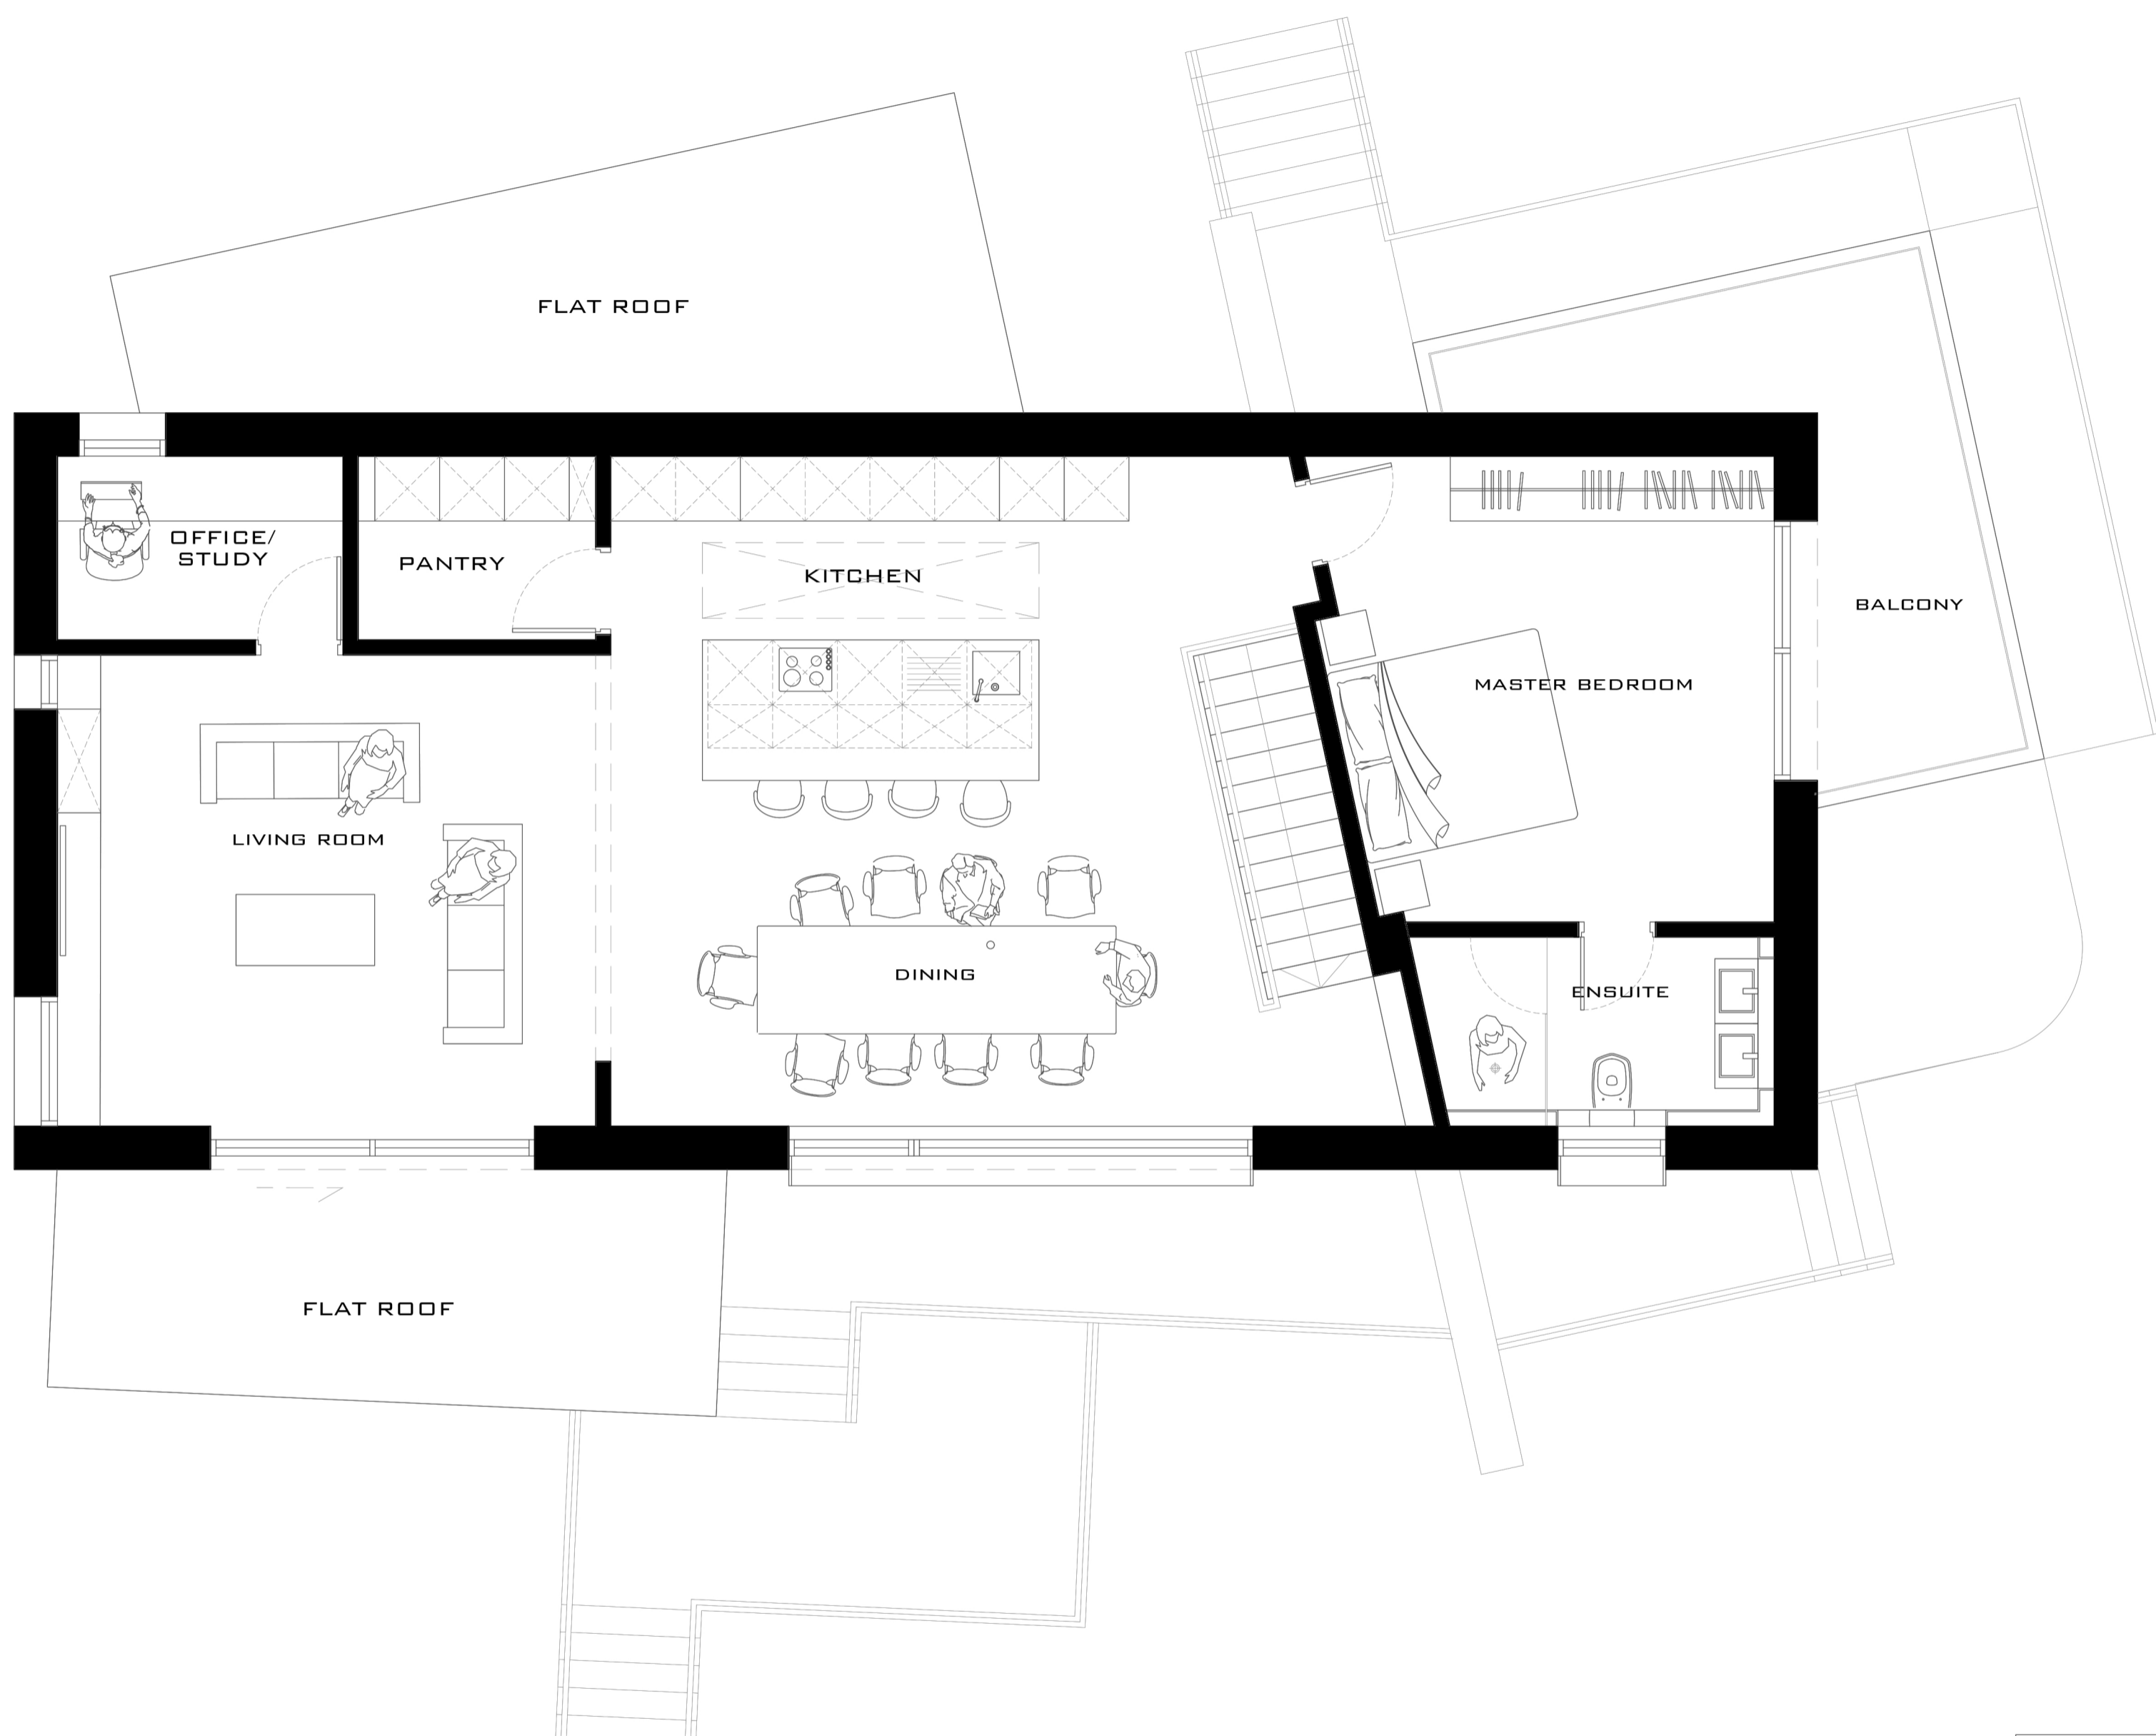 FLAT ROOF
OFFICE/
STUDY
PANTRY
KITCHEN
BALCONY
MASTER BEDROOM
LIVING ROOM
DINING
ENSUITE
FLAT ROOF